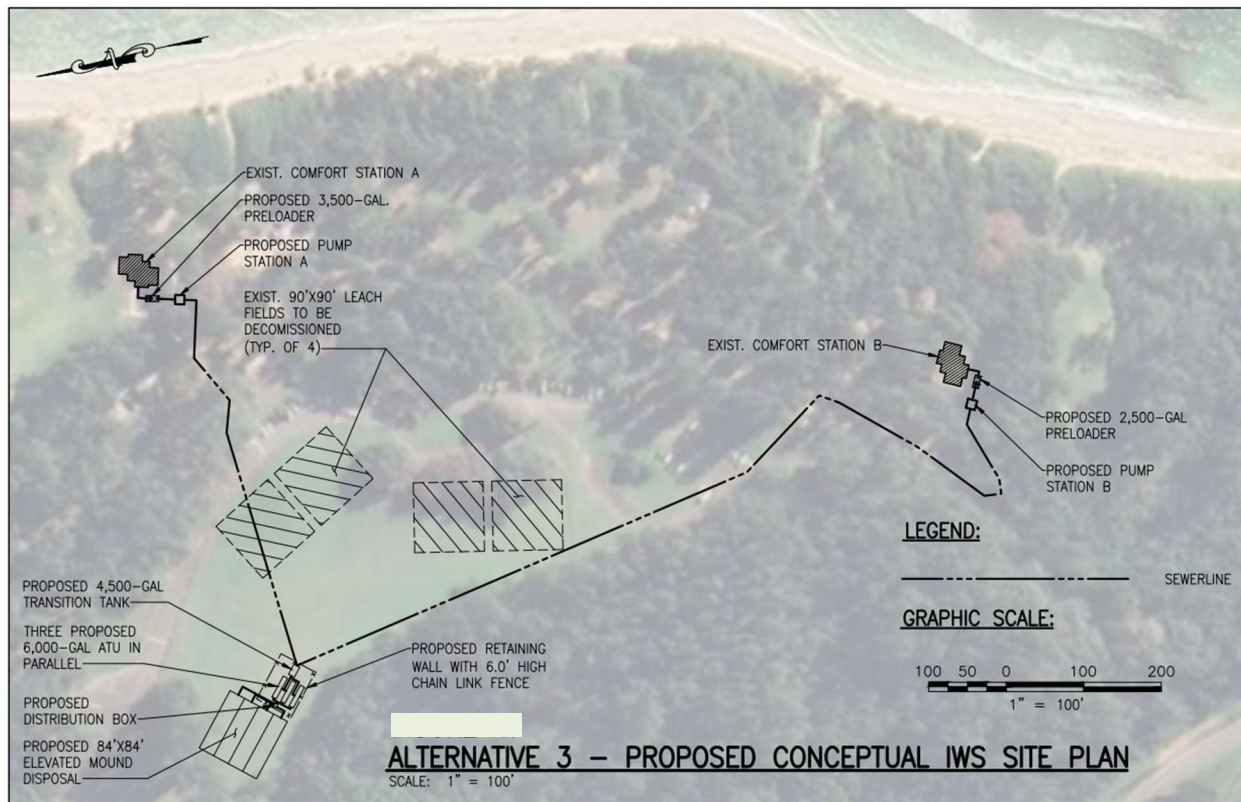 EXIST. COMFORT STATION A
PROPOSED 3,500-GAL.
PRELOADER
PROPOSED PUMP
STATION A
EXIST. 90'X90' LEACH
FIELDS TO BE
DECOMISSIONED
(TYP. OF 4)
EXIST. COMFORT STATION B
PROPOSED 2,500-GAL
PRELOADER
PROPOSED PUMP
STATION B
LEGEND:
SEWERLINE
GRAPHIC SCALE:
100 50 0 100 200
1" = 100'
PROPOSED 4,500-GAL
TRANSITION TANK
THREE PROPOSED
6,000-GAL ATU IN
PARALLEL
PROPOSED
DISTRIBUTION BOX
PROPOSED 84'X84'
ELEVATED MOUND
DISPOSAL
PROPOSED RETAINING
WALL WITH 6.0' HIGH
CHAIN LINK FENCE
ALTERNATIVE 3 – PROPOSED CONCEPTUAL IWS SITE PLAN
SCALE: 1" = 100'